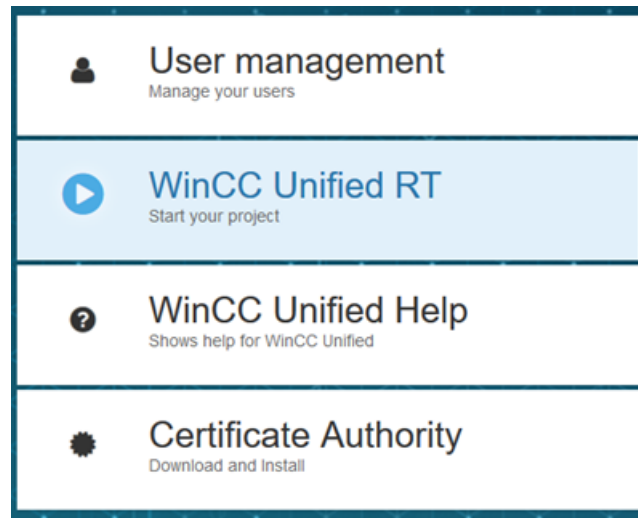 User management
Manage your users
WinCC Unified RT
Start your project
WinCC Unified Help
Shows help for WinCC Unified
Certificate Authority
Download and Install